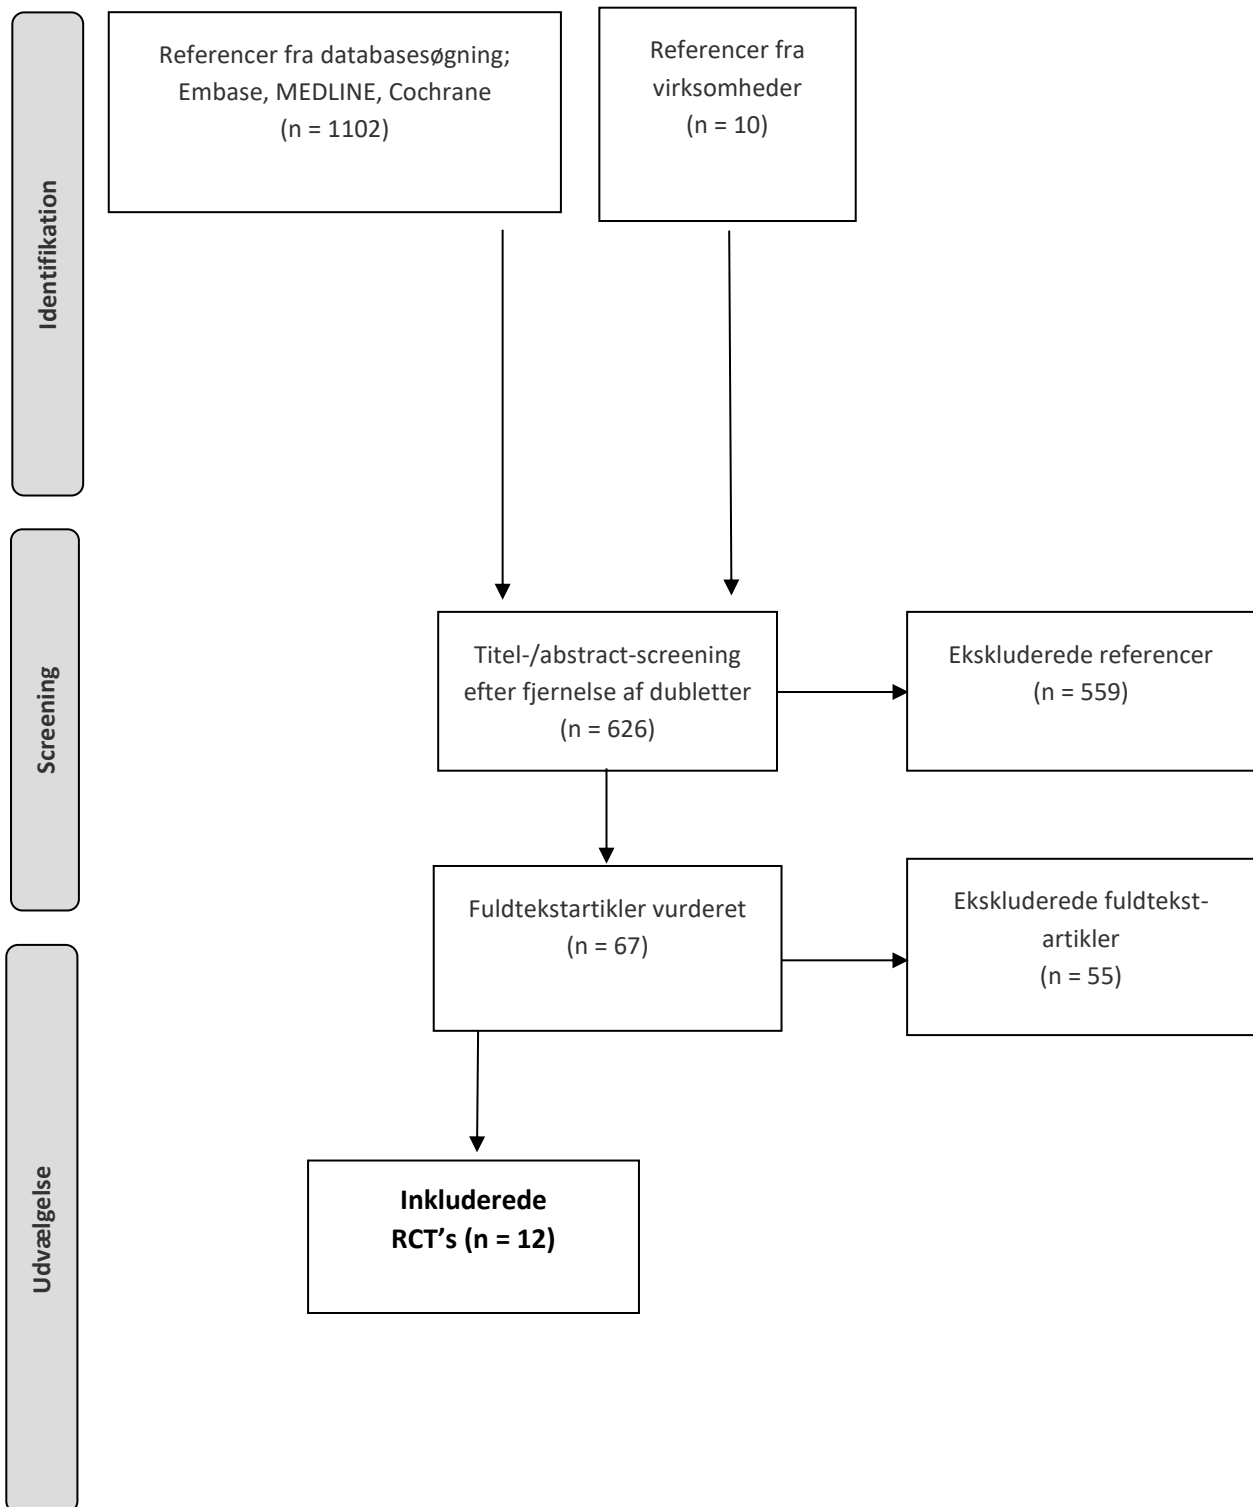 Identifikation
Referencer fra databasesøgning;
Embase, MEDLINE, Cochrane
(n = 1102)
Referencer fra
virksomheder
(n = 10)
Screening
Titel-/abstract-screening
efter fjernelse af dubletter
(n = 626)
Ekskluderede referencer
(n = 559)
Fuldtekstartikler vurderet
(n = 67)
Ekskluderede fuldtekst-
artikler
(n = 55)
Udvælgelse
Inkluderede
RCT's (n = 12)